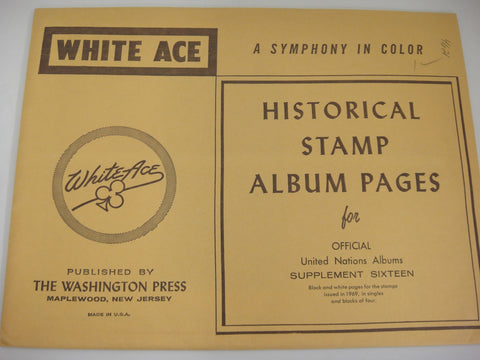 WHITE ACE
A SYMPHONY IN COLOR
HISTORICAL
STAMP
ALBUM PAGES
for
OFFICIAL
United Nations Albums
SUPPLEMENT SIXTEEN
Black and white pages for the stamps
issued in 1969, in singles
and blocks of four.
White Ace
PUBLISHED BY
THE WASHINGTON PRESS
MAPLEWOOD, NEW JERSEY
MADE IN U.S.A.